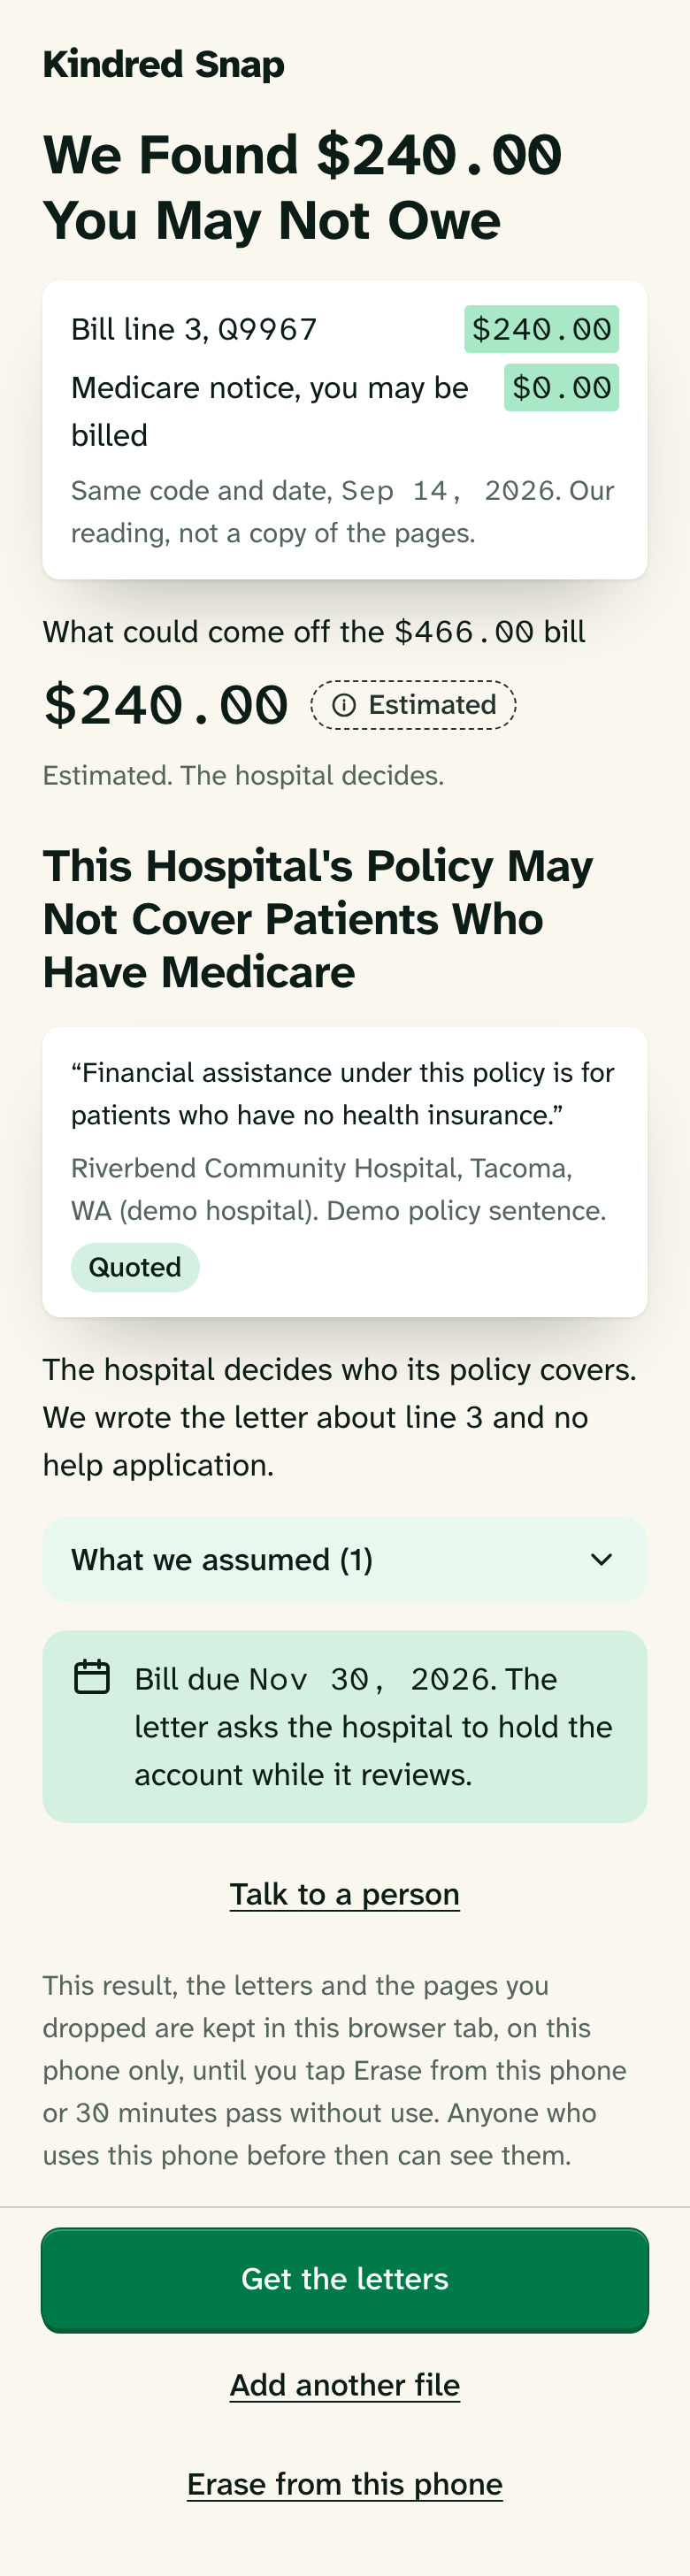 Kindred Snap
We Found $240.00
You May Not Owe
Bill line 3, Q9967 $240.00
Medicare notice, you may be $0.00
billed
Same code and date, Sep 14, 2026. Our
reading, not a copy of the pages.
What could come off the $466.00 bill
$240.00 Estimated
Estimated. The hospital decides.
This Hospital's Policy May
Not Cover Patients Who
Have Medicare
“Financial assistance under this policy is for
patients who have no health insurance.”
Riverbend Community Hospital, Tacoma,
WA (demo hospital). Demo policy sentence.
Quoted
The hospital decides who its policy covers.
We wrote the letter about line 3 and no
help application.
What we assumed (1)
Bill due Nov 30, 2026. The
letter asks the hospital to hold the
account while it reviews.
Talk to a person
This result, the letters and the pages you
dropped are kept in this browser tab, on this
phone only, until you tap Erase from this phone
or 30 minutes pass without use. Anyone who
uses this phone before then can see them.
Get the letters
Add another file
Erase from this phone